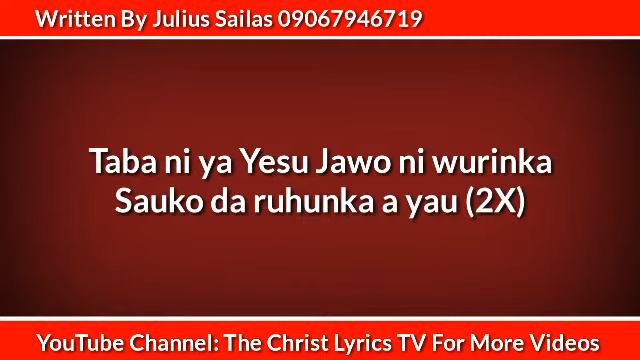 Written By Julius Sailas 09067946719
Taba ni ya Yesu Jawo ni wurinka
Sauko da ruhunka a yau (2X)
YouTube Channel: The Christ Lyrics TV For More Videos